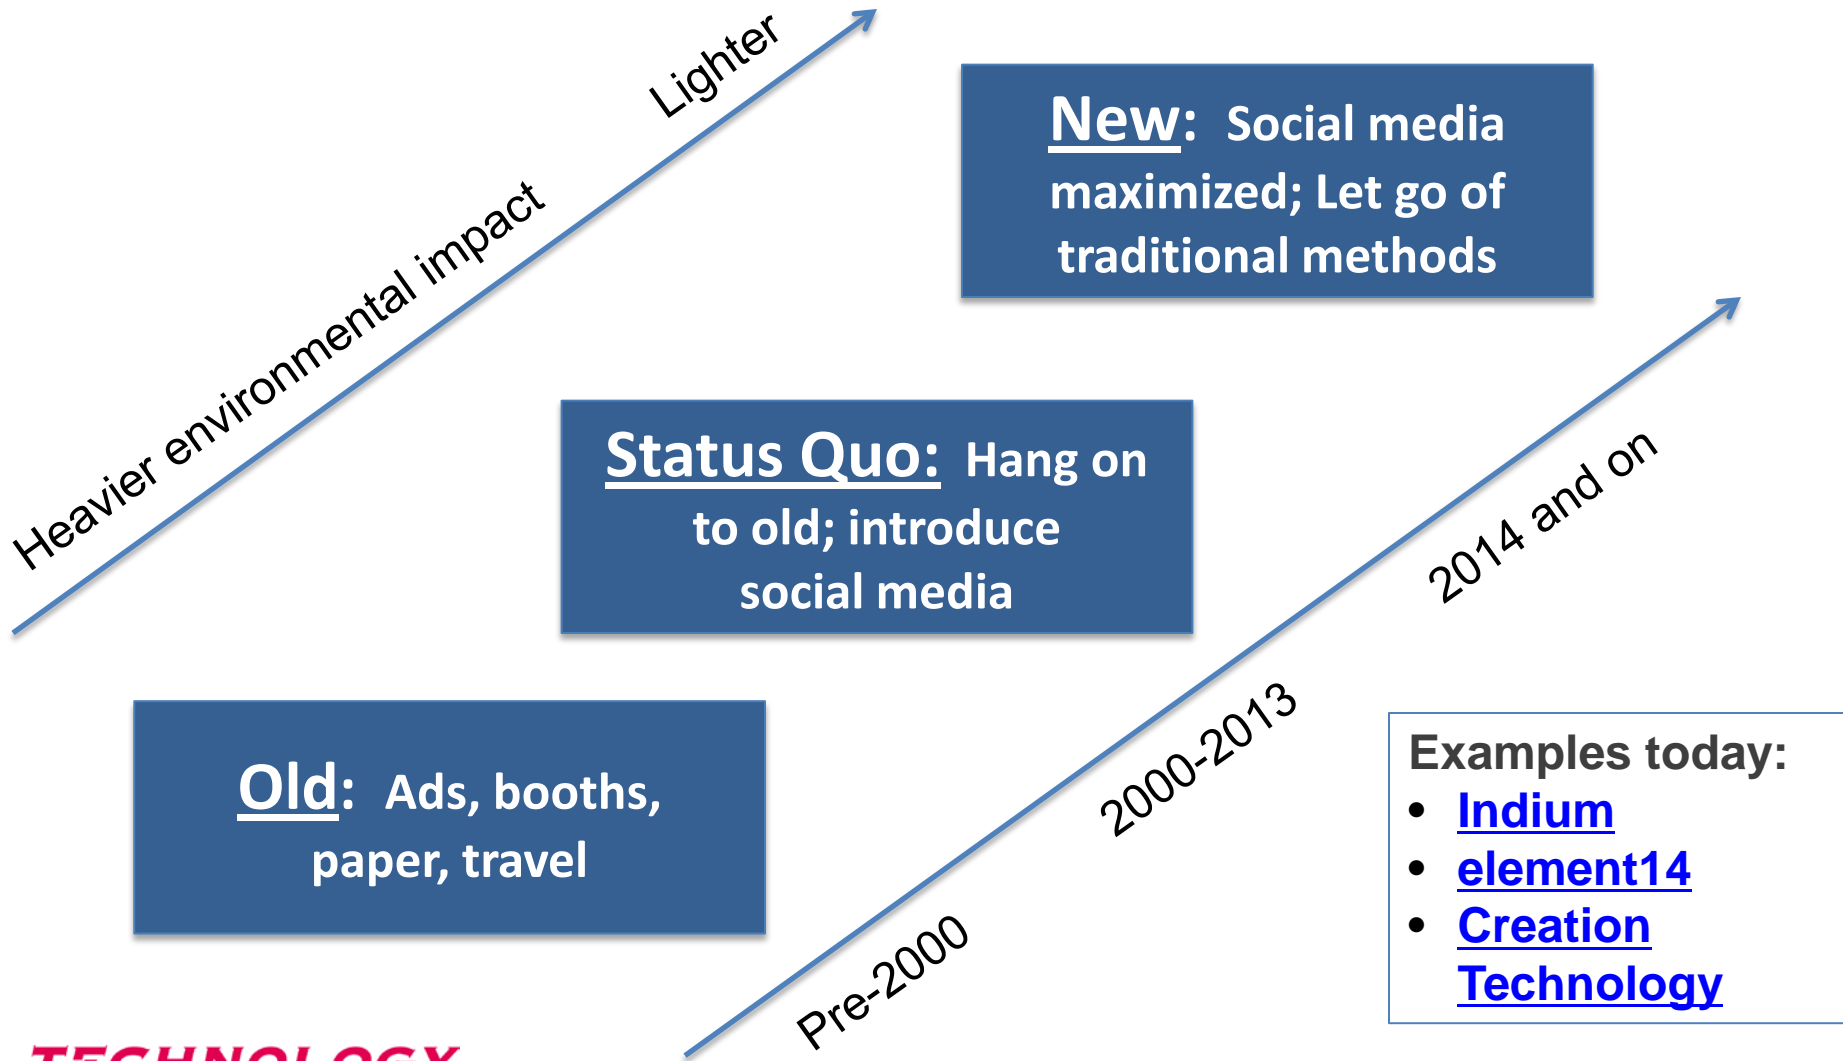 Lighter
Heavier environmental impact
New: Social media
maximized; Let go of
traditional methods
Status Quo: Hang on
to old; introduce
social media
Old: Ads, booths,
paper, travel
2014 and on
2000-2013
Pre-2000
Examples today:
• Indium
• element14
• Creation
Technology
TECHNOLOGY